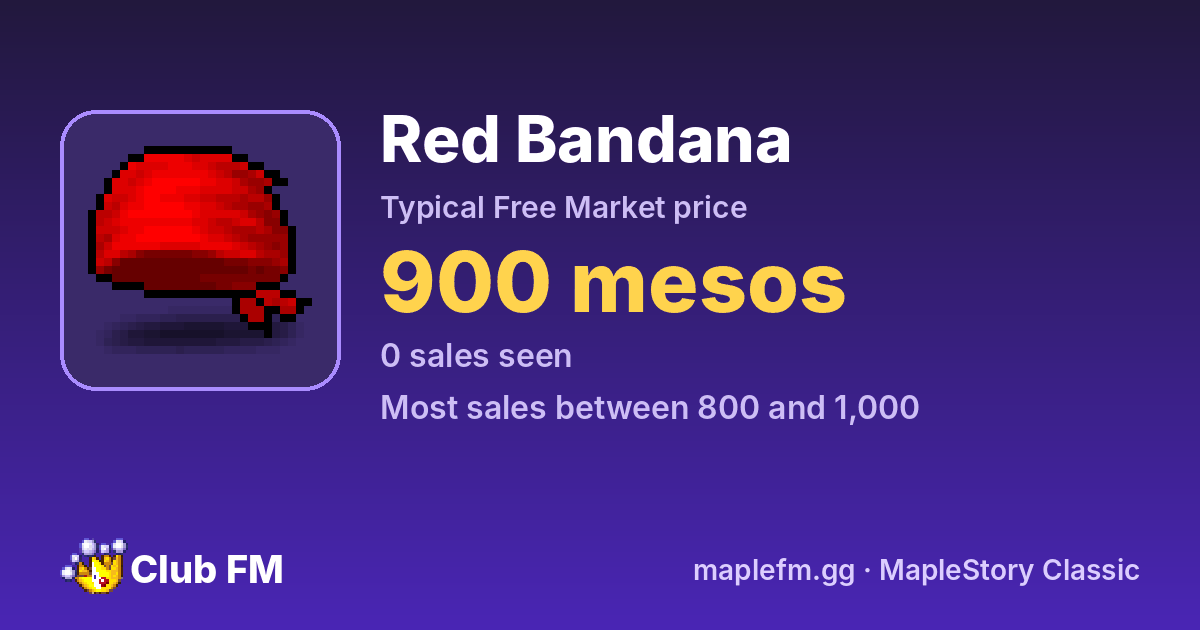 Red Bandana
Typical Free Market price
900 mesos
0 sales seen
Most sales between 800 and 1,000
Club FM
maplefm.gg · MapleStory Classic